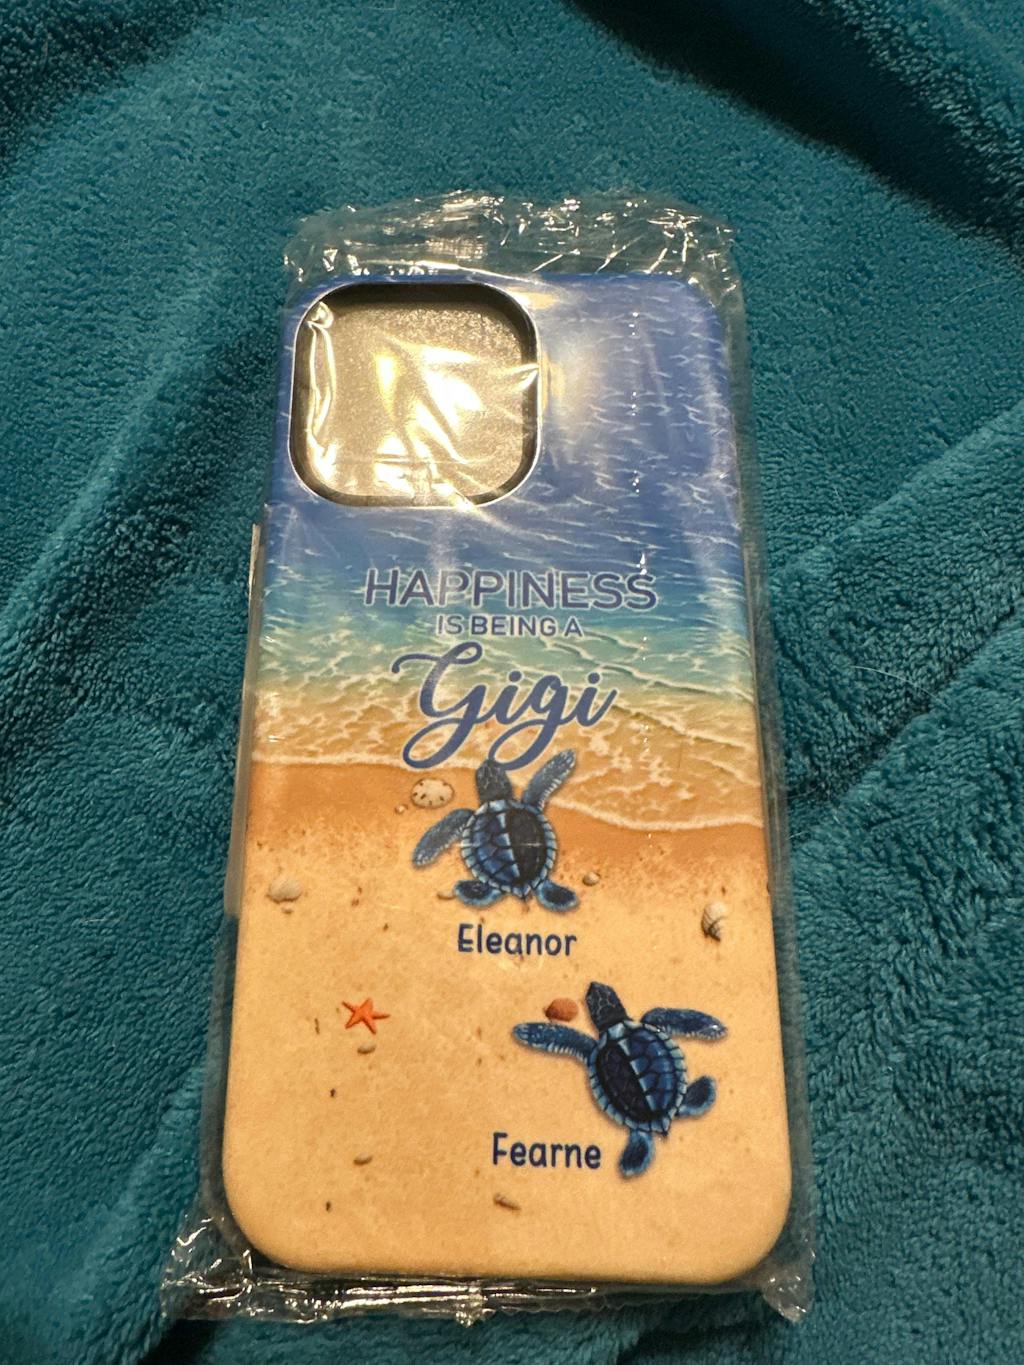 HAPPINESS
IS BEING A
Gigi
Eleanor
Fearne